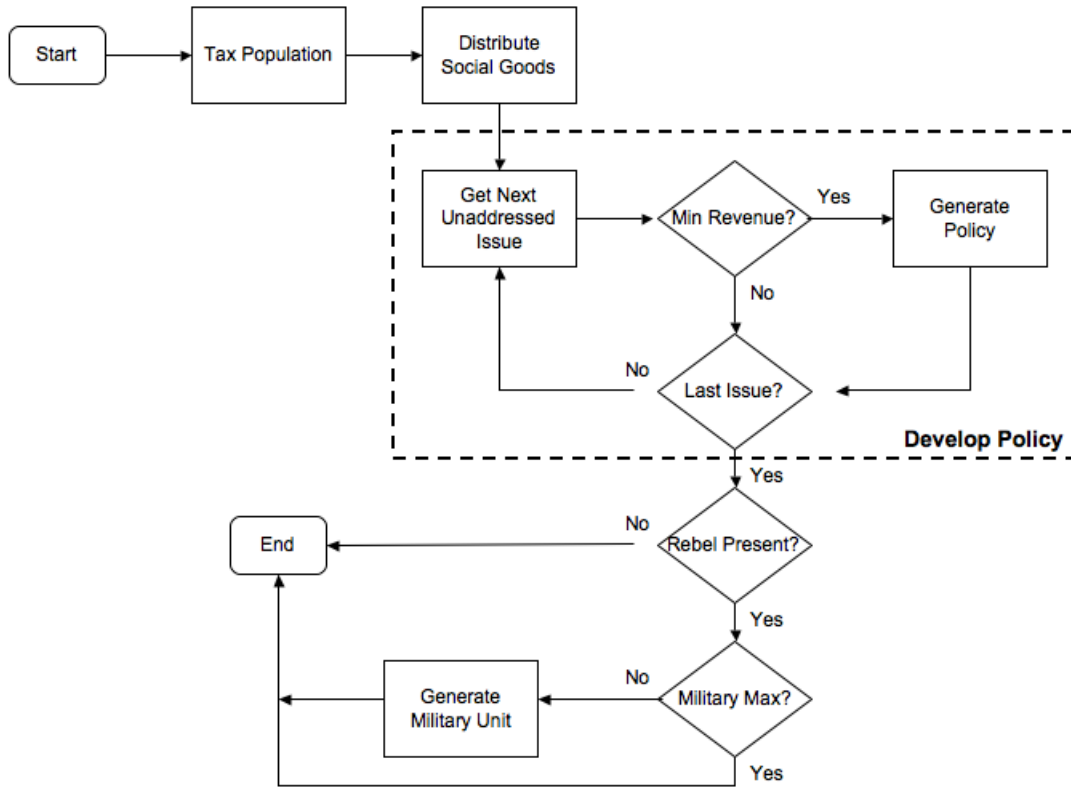 Start
Tax Population
Distribute
Social Goods
Get Next
Unaddressed
Issue
Min Revenue?
Yes
Generate
Policy
No
No
Last Issue?
Develop Policy
Yes
No
End
Rebel Present?
Yes
No
Generate
Military Unit
Military Max?
Yes